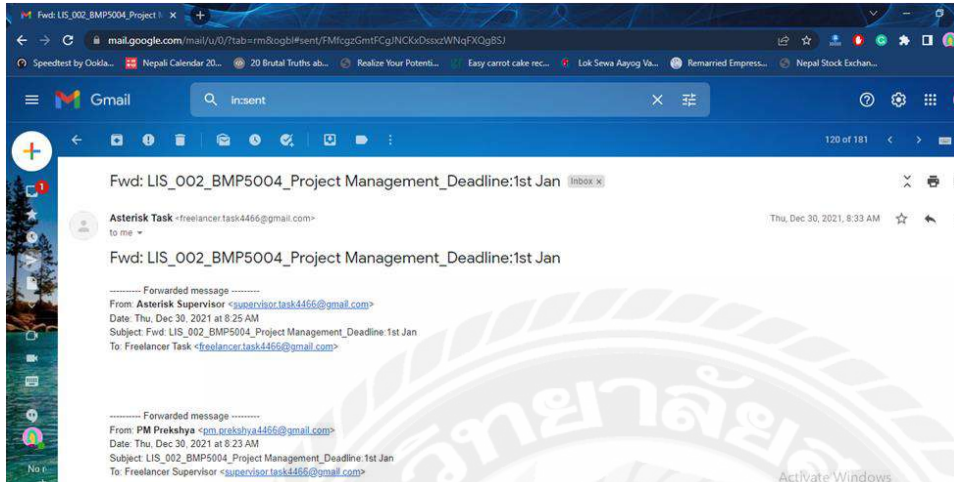 Fwd: LIS_002_BMP5004_Project M
mail.google.com/mail/u/0/?tab=rm&ogbl#sent/FMfcgzGmtFCgJNCKxDssxzWNqFXQgBSJ
Speedtest by Ookla... Nepali Calendar 20... 20 Brutal Truths ab... Realize Your Potenti... Easy carrot cake rec... Lok Sewa Aayog Va... Remarried Empress... Nepal Stock Exchan...
Gmail in:sent
120 of 181
Fwd: LIS_002_BMP5004_Project Management_Deadline:1st Jan Inbox x
1
Asterisk Task <freelancer.task4466@gmail.com> Thu, Dec 30, 2021, 8:33 AM
to me
Fwd: LIS_002_BMP5004_Project Management_Deadline:1st Jan
---------- Forwarded message ---------
From: Asterisk Supervisor <supervisor.task4466@gmail.com>
Date: Thu, Dec 30, 2021 at 8:25 AM
Subject: Fwd: LIS_002_BMP5004_Project Management_Deadline:1st Jan
To: Freelancer Task <freelancer.task4466@gmail.com>
---------- Forwarded message ---------
From: PM Prekshya <pm.prekshya4466@gmail.com>
Date: Thu, Dec 30, 2021 at 8:23 AM
Subject: LIS_002_BMP5004_Project Management_Deadline:1st Jan
To: Freelancer Supervisor <supervisor.task4466@gmail.com>
No r
Activate Windows